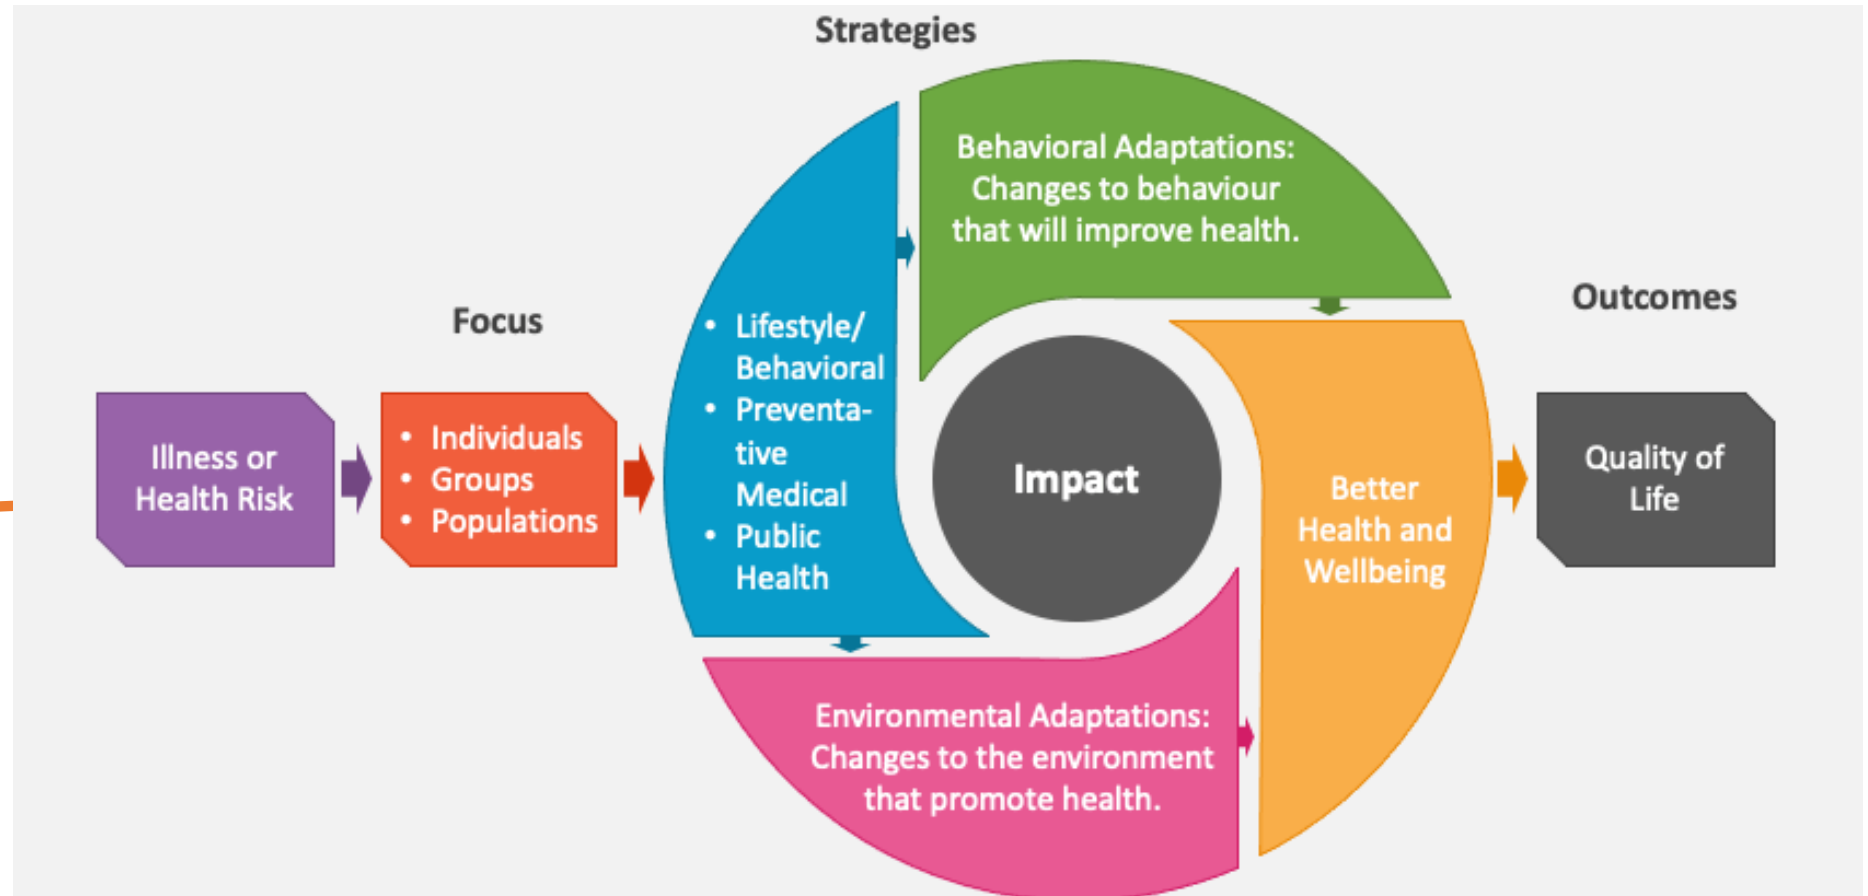 Strategies
Behavioral Adaptations:
Changes to behaviour
that will improve health.
Outcomes
Focus
• Lifestyle/
Behavioral
• Preventa-
tive
Medical
• Public
Health
Illness or
Health Risk
• Individuals
• Groups
• Populations
Impact
Better
Health and
Wellbeing
Quality of
Life
Environmental Adaptations:
Changes to the environment
that promote health.